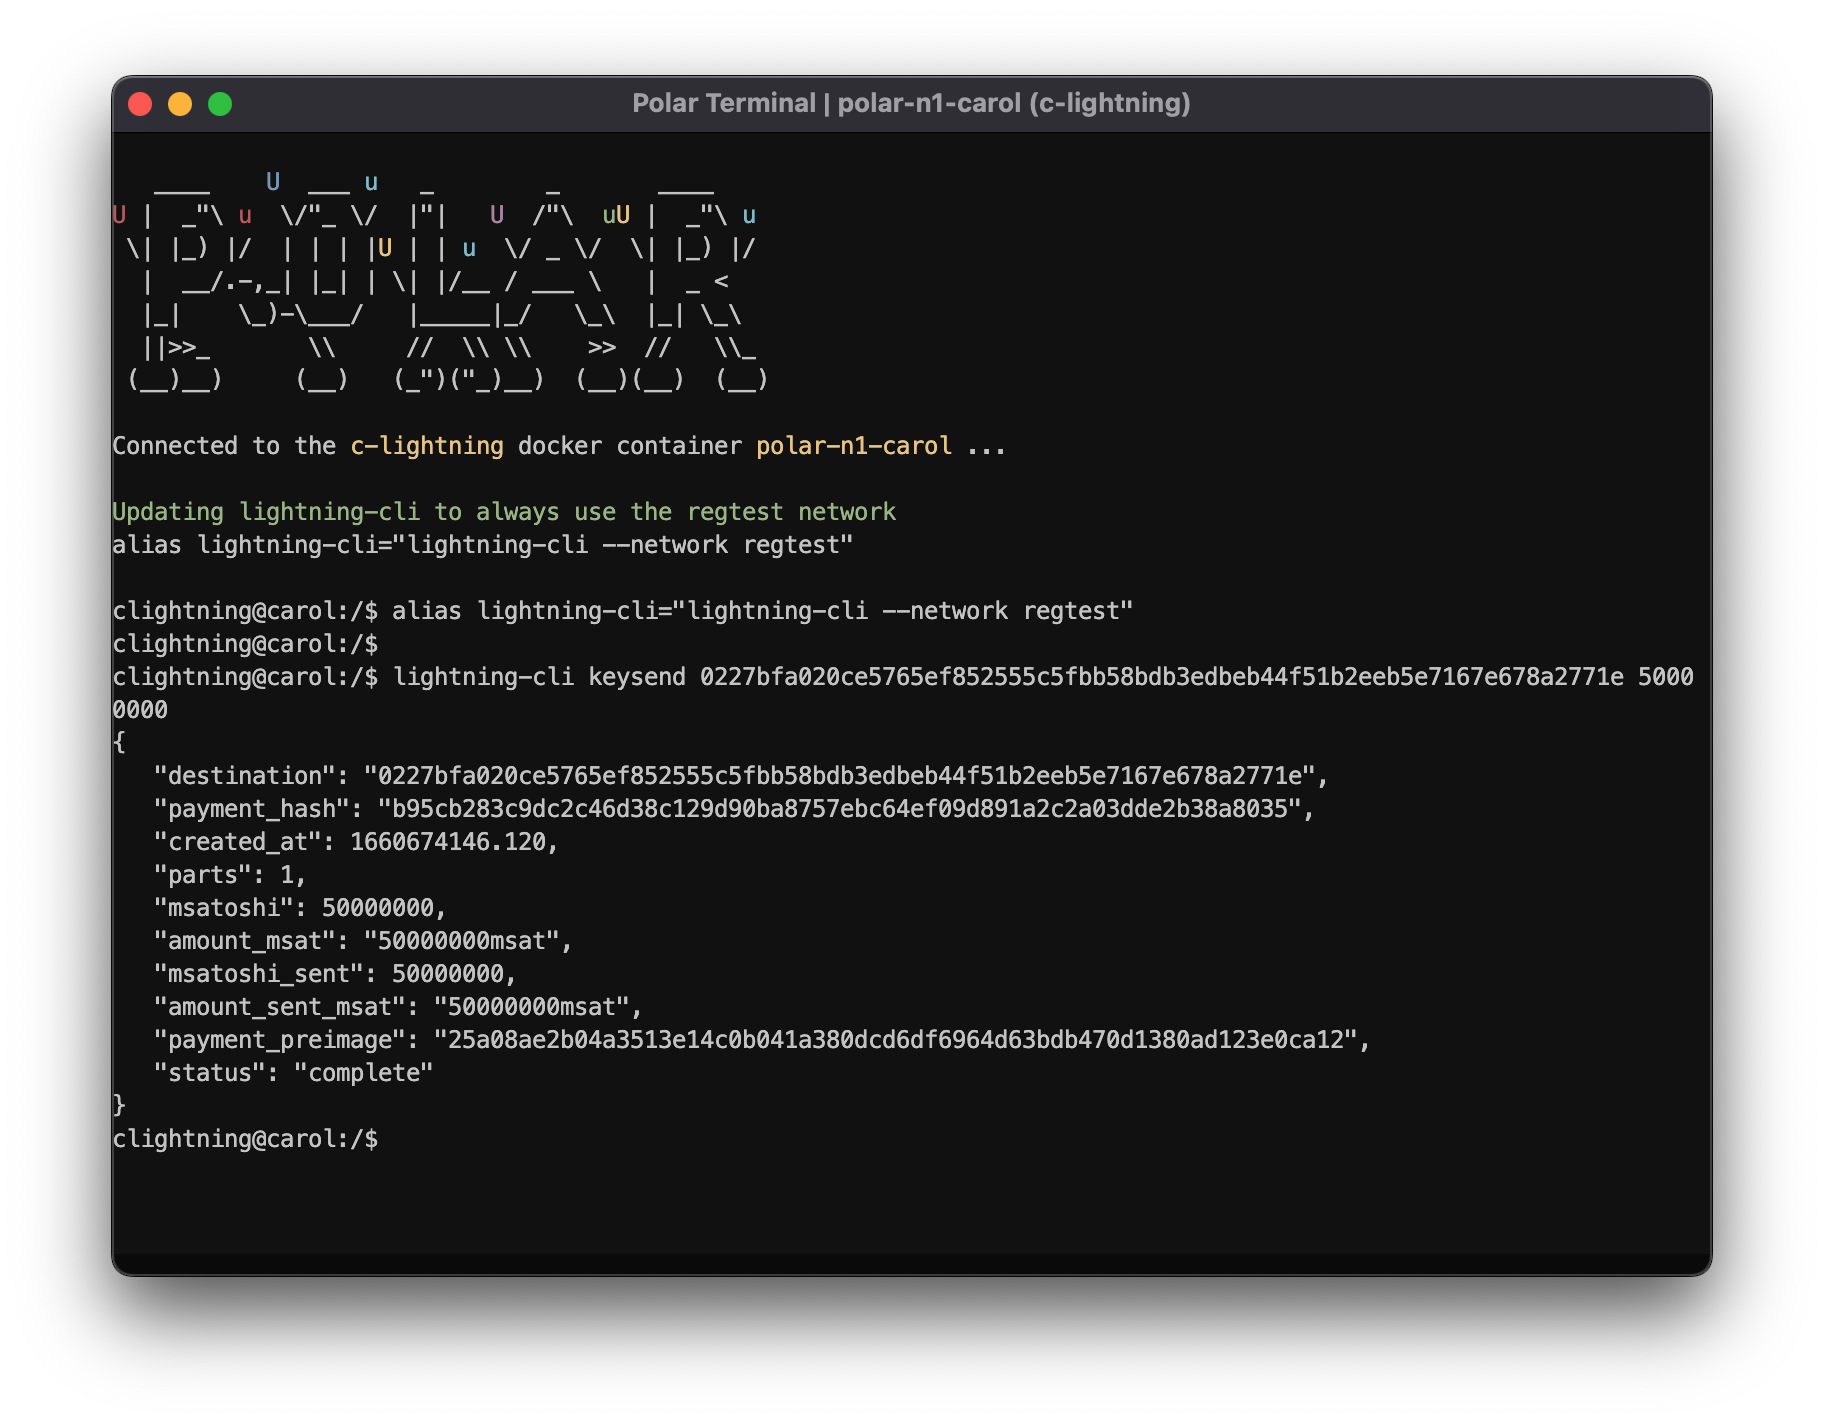 Polar Terminal | polar-n1-carol (c-lightning)
   ____    U  ___ u   _        _       ____
U |  _"\ u  \/"_ \/  |"|   U  /"\  uU |  _"\ u
 \| |_) |/  | | | |U | | u  \/ _ \/  \| |_) |/
  |  __/.-,_| |_| | \| |/__ / ___ \   |  _ <
  |_|    \_)-\___/   |_____|_/   \_\  |_| \_\
  ||>>_       \\     //  \\ \\    >>  //   \\_
 (__)__)     (__)   (_")("_)__)  (__)(__)  (__)
Connected to the c-lightning docker container polar-n1-carol ...
Updating lightning-cli to always use the regtest network
alias lightning-cli="lightning-cli --network regtest"
clightning@carol:/$ alias lightning-cli="lightning-cli --network regtest"
clightning@carol:/$
clightning@carol:/$ lightning-cli keysend 0227bfa020ce5765ef852555c5fbb58bdb3edbeb44f51b2eeb5e7167e678a2771e 5000
0000
{
   "destination": "0227bfa020ce5765ef852555c5fbb58bdb3edbeb44f51b2eeb5e7167e678a2771e",
   "payment_hash": "b95cb283c9dc2c46d38c129d90ba8757ebc64ef09d891a2c2a03dde2b38a8035",
   "created_at": 1660674146.120,
   "parts": 1,
   "msatoshi": 50000000,
   "amount_msat": "50000000msat",
   "msatoshi_sent": 50000000,
   "amount_sent_msat": "50000000msat",
   "payment_preimage": "25a08ae2b04a3513e14c0b041a380dcd6df6964d63bdb470d1380ad123e0ca12",
   "status": "complete"
}
clightning@carol:/$